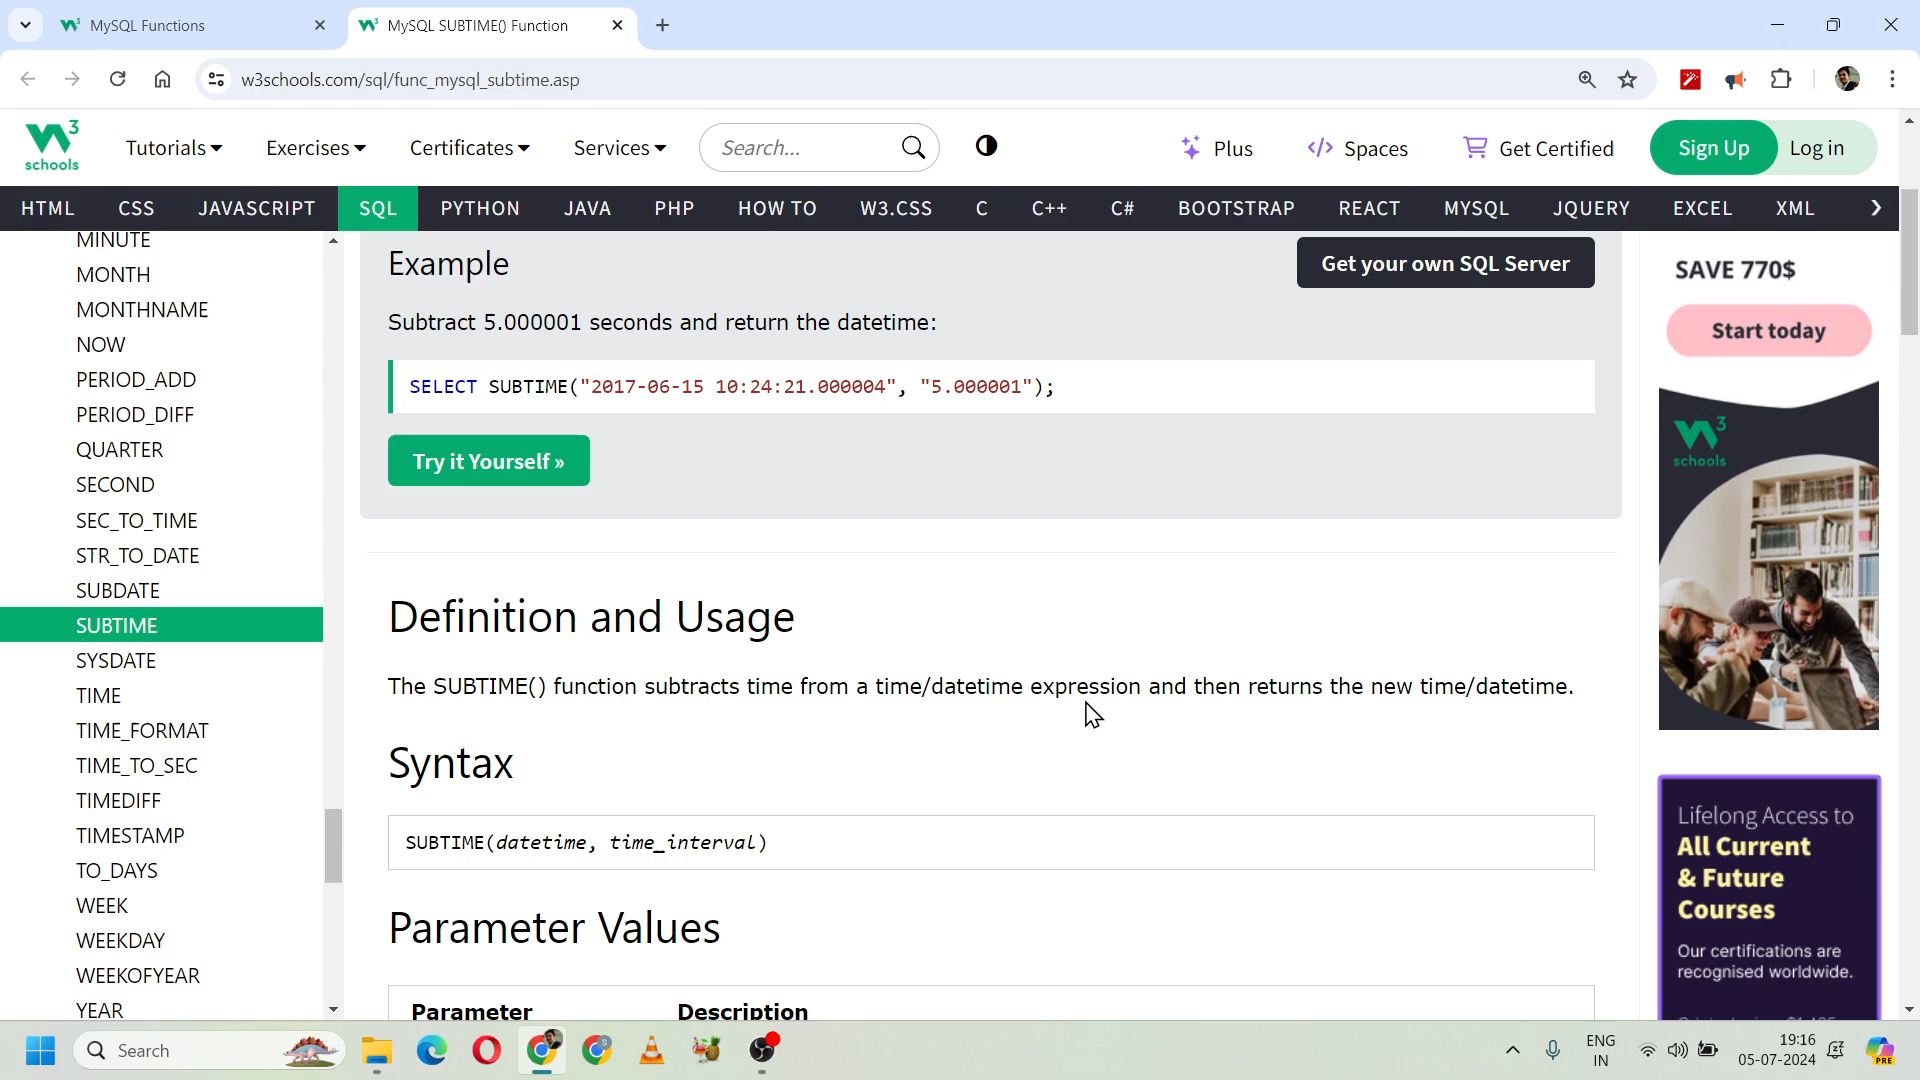 MySQL Functions
MySQL SUBTIME() Function
w3schools.com/sql/func_mysql_subtime.asp
3
schools
Tutorials
Exercises
Certificates
Services
Search...
Plus
Spaces
Get Certified
Sign Up
Log in
HTML CSS JAVASCRIPT SQL PYTHON JAVA PHP HOW TO W3.CSS C C++ C# BOOTSTRAP REACT MYSQL JQUERY EXCEL XML
MINUTE
MONTH
MONTHNAME
NOW
PERIOD_ADD
PERIOD_DIFF
QUARTER
SECOND
SEC_TO_TIME
STR_TO_DATE
SUBDATE
SUBTIME
SYSDATE
TIME
TIME_FORMAT
TIME_TO_SEC
TIMEDIFF
TIMESTAMP
TO_DAYS
WEEK
WEEKDAY
WEEKOFYEAR
YEAR
Example
Get your own SQL Server
Subtract 5.000001 seconds and return the datetime:
SELECT SUBTIME("2017-06-15 10:24:21.000004", "5.000001");
Try it Yourself »
Definition and Usage
The SUBTIME() function subtracts time from a time/datetime expression and then returns the new time/datetime.
Syntax
SUBTIME(datetime, time_interval)
Parameter Values
Parameter Description
SAVE 770$
Start today
3
schools
Lifelong Access to
All Current
& Future
Courses
Our certifications are
recognised worldwide.
Search
ENG
IN
19:16
05-07-2024
PRE